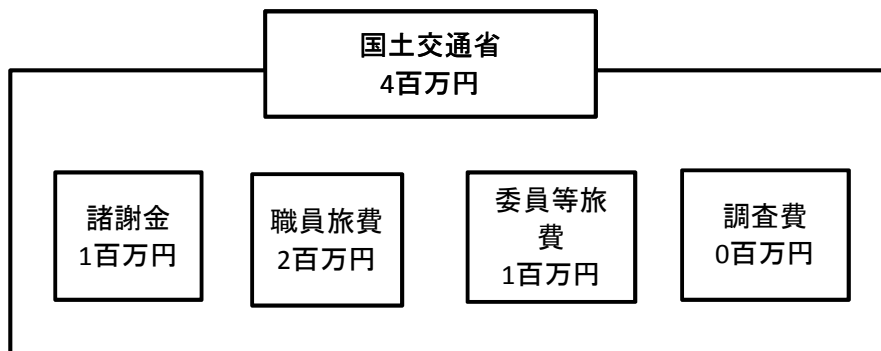 国土交通省
4百万円
諸謝金
1百万円
職員旅費
2百万円
委員等旅
費
1百万円
調査費
0百万円